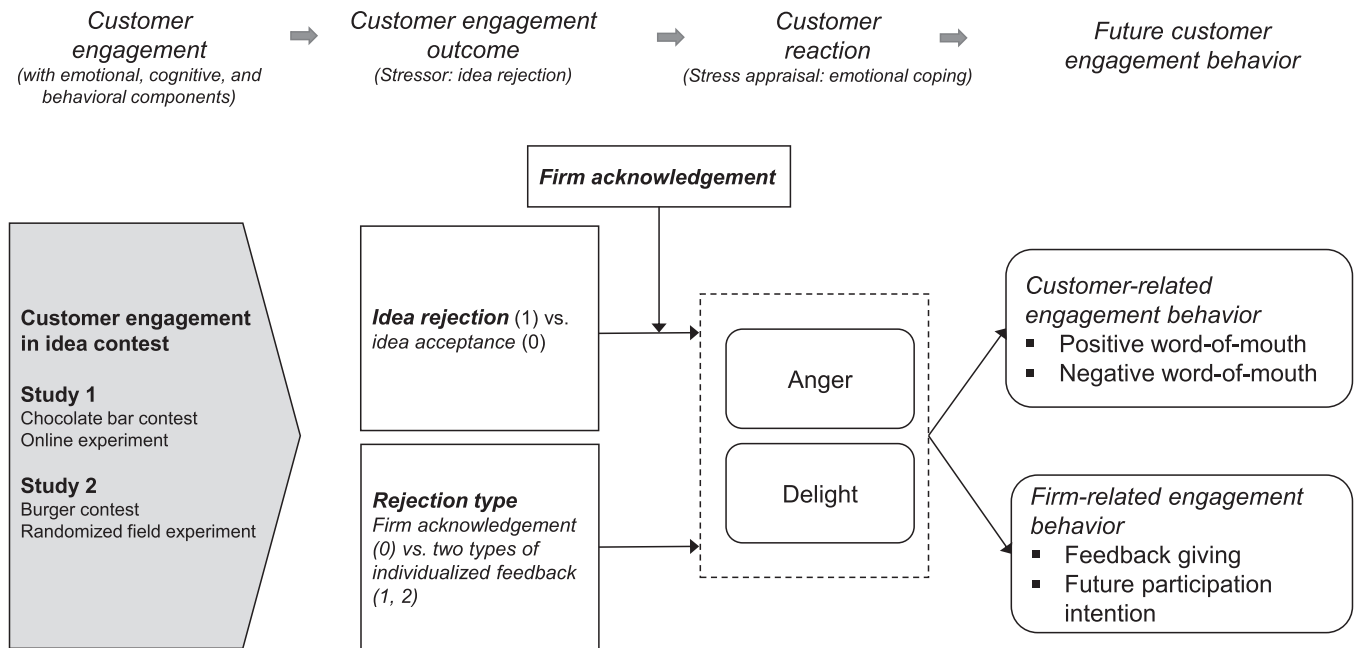 Customer
engagement
(with emotional, cognitive, and
behavioral components)
Customer engagement
outcome
(Stressor: idea rejection)
Customer
reaction
(Stress appraisal: emotional coping)
Future customer
engagement behavior
Firm acknowledgement
Customer engagement
in idea contest
Study 1
Chocolate bar contest
Online experiment
Study 2
Burger contest
Randomized field experiment
Idea rejection (1) vs.
idea acceptance (0)
Rejection type
Firm acknowledgement
(0) vs. two types of
individualized feedback
(1, 2)
Anger
Delight
Customer-related
engagement behavior
▪ Positive word-of-mouth
▪ Negative word-of-mouth
Firm-related engagement
behavior
▪ Feedback giving
▪ Future participation
intention